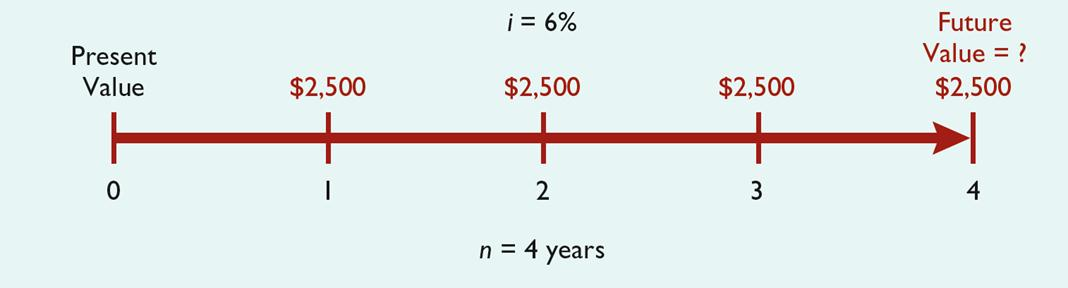 i = 6%
Future
Value = ?
Present
Value
$2,500
$2,500
$2,500
$2,500
0
1
2
3
4
n = 4 years